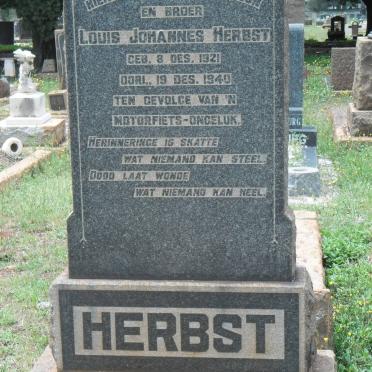 EN BROER
LOUIS JOHANNES HERBST
GEB. 8 DES. 1921
OORL. 19 DES. 1940
TEN GEVOLGE VAN 'N
MOTORFIETS-ONGELUK.
HERINNERINGE IS SKATTE,
WAT NIEMAND KAN STEEL.
DOOD LAAT WONDE
WAT NIEMAND KAN HEEL.
HERBST